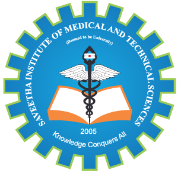 SAVEETHA INSTITUTE OF MEDICAL AND TECHNICAL SCIENCES
(Deemed to be University)
2005
Knowledge Conquers All